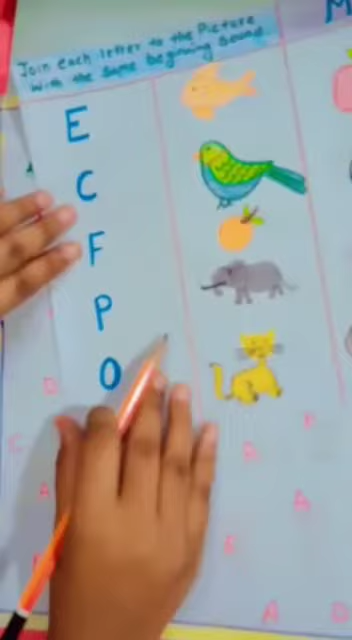 Join each letter to the Picture
with the same beginning sound.
M
E
C
F
P
O